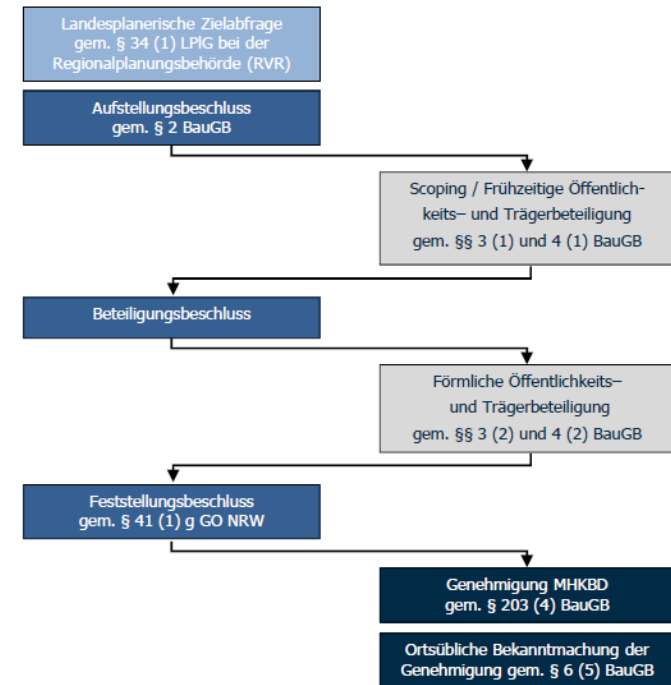 Landesplanerische Zielabfrage
gem. § 34 (1) LPlG bei der
Regionalplanungsbehörde (RVR)
Aufstellungsbeschluss
gem. § 2 BauGB
Scoping / Frühzeitige Öffentlich-
keits– und Trägerbeteiligung
gem. §§ 3 (1) und 4 (1) BauGB
Beteiligungsbeschluss
Förmliche Öffentlichkeits–
und Trägerbeteiligung
gem. §§ 3 (2) und 4 (2) BauGB
Feststellungsbeschluss
gem. § 41 (1) g GO NRW
Genehmigung MHKBD
gem. § 203 (4) BauGB
Ortsübliche Bekanntmachung der
Genehmigung gem. § 6 (5) BauGB